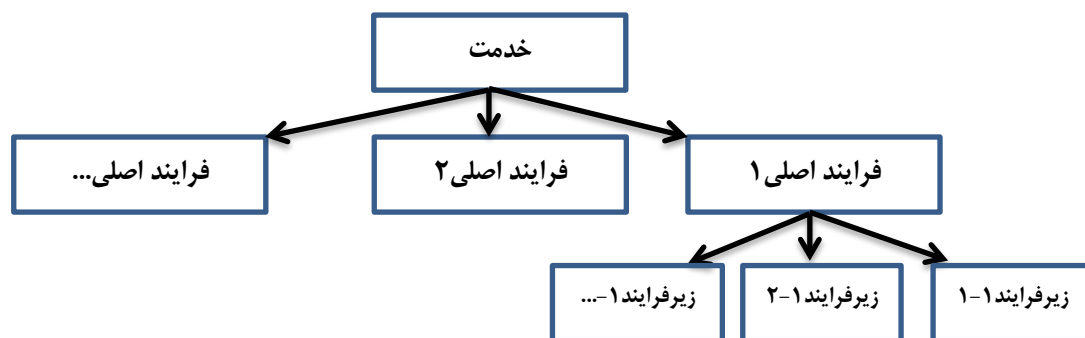 خدمت
فرایند اصلی۱
فرایند اصلی۲
فرایند اصلی...
زیرفرایند۱-۱
زیرفرایند۱-۲
زیرفرایند۱-...